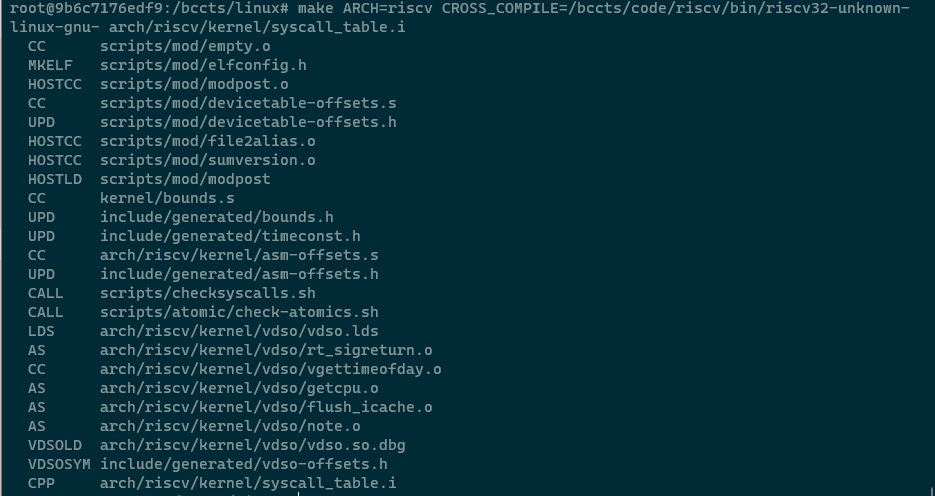 root@9b6c7176edf9:/bccts/linux# make ARCH=riscv CROSS_COMPILE=/bccts/code/riscv/bin/riscv32-unknown-
linux-gnu- arch/riscv/kernel/syscall_table.i
  CC      scripts/mod/empty.o
  MKELF   scripts/mod/elfconfig.h
  HOSTCC  scripts/mod/modpost.o
  CC      scripts/mod/devicetable-offsets.s
  UPD     scripts/mod/devicetable-offsets.h
  HOSTCC  scripts/mod/file2alias.o
  HOSTCC  scripts/mod/sumversion.o
  HOSTLD  scripts/mod/modpost
  CC      kernel/bounds.s
  UPD     include/generated/bounds.h
  UPD     include/generated/timeconst.h
  CC      arch/riscv/kernel/asm-offsets.s
  UPD     include/generated/asm-offsets.h
  CALL    scripts/checksyscalls.sh
  CALL    scripts/atomic/check-atomics.sh
  LDS     arch/riscv/kernel/vdso/vdso.lds
  AS      arch/riscv/kernel/vdso/rt_sigreturn.o
  CC      arch/riscv/kernel/vdso/vgettimeofday.o
  AS      arch/riscv/kernel/vdso/getcpu.o
  AS      arch/riscv/kernel/vdso/flush_icache.o
  AS      arch/riscv/kernel/vdso/note.o
  VDSOLD  arch/riscv/kernel/vdso/vdso.so.dbg
  VDSOSYM include/generated/vdso-offsets.h
  CPP     arch/riscv/kernel/syscall_table.i